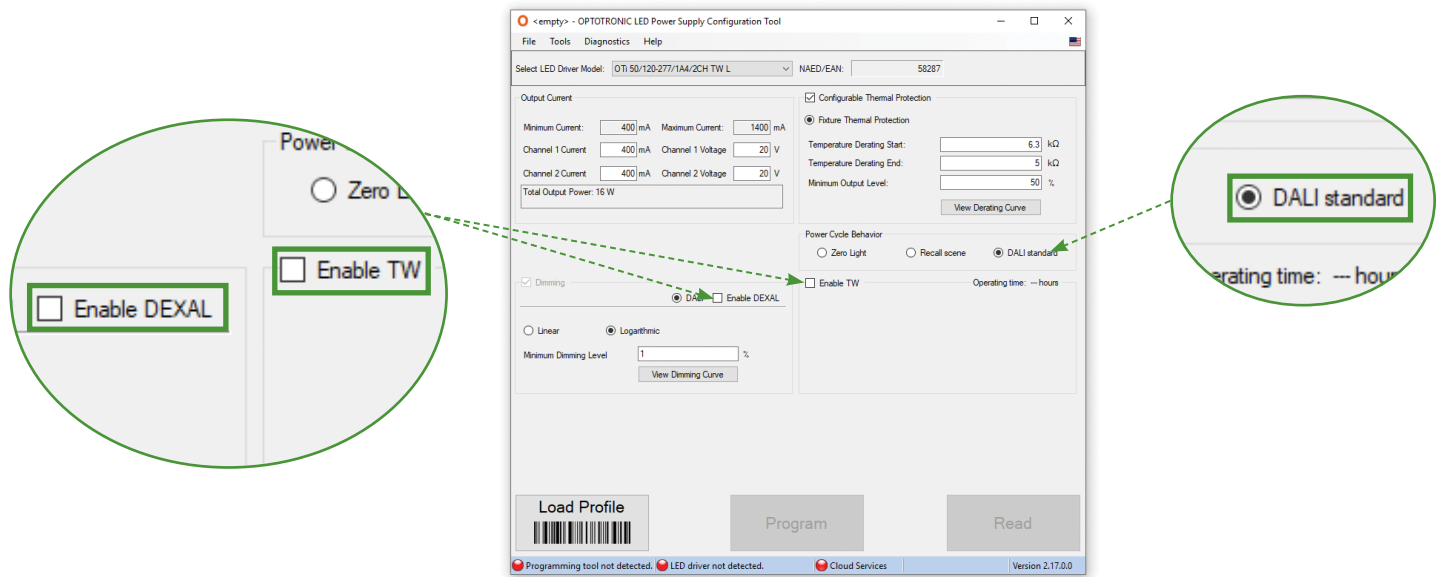 <empty> - OPTOTRONIC LED Power Supply Configuration Tool
File Tools Diagnostics Help
Select LED Driver Model: OTi 50/120-277/1A4/2CH TW L NAED/EAN: 58287
Output Current
Minimum Current: 400 mA Maximum Current: 1400 mA
Channel 1 Current 400 mA Channel 1 Voltage 20 V
Channel 2 Current 400 mA Channel 2 Voltage 20 V
Total Output Power: 16 W
Configurable Thermal Protection
Fixture Thermal Protection
Temperature Derating Start: 6.3 kΩ
Temperature Derating End: 5 kΩ
Minimum Output Level: 50 %
View Derating Curve
Power Cycle Behavior
Zero Light Recall scene DALI standard
Dimming
DALI Enable DEXAL
Linear Logarithmic
Minimum Dimming Level 1 %
View Dimming Curve
Enable TW Operating time: --- hours
Load Profile
Program
Read
Programming tool not detected. LED driver not detected. Cloud Services Version 2.17.0.0
Power
Zero L
Enable TW
Enable DEXAL
DALI standard
erating time: --- hour